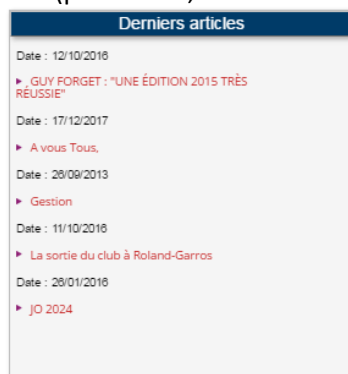 Derniers articles
Date : 12/10/2016
GUY FORGET : "UNE ÉDITION 2015 TRÈS
RÉUSSIE"
Date : 17/12/2017
A vous Tous,
Date : 26/09/2013
Gestion
Date : 11/10/2016
La sortie du club à Roland-Garros
Date : 26/01/2016
JO 2024